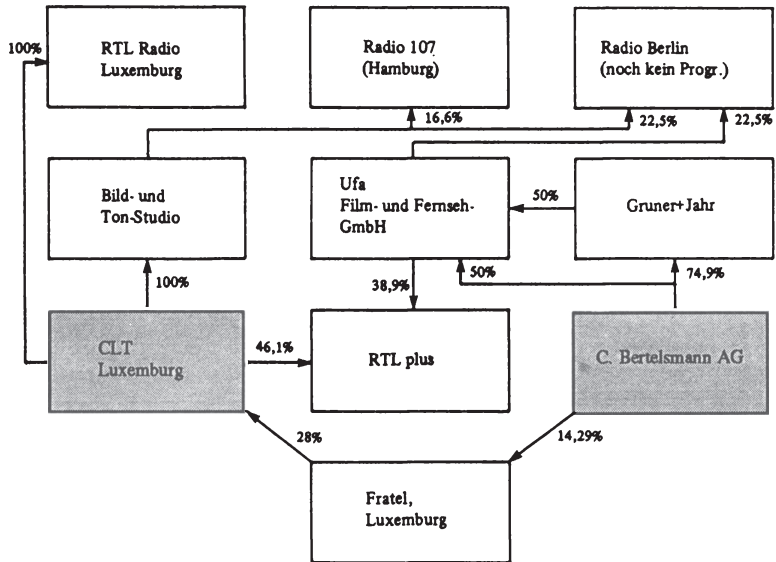 100%
RTL Radio
Luxemburg
Radio 107
(Hamburg)
Radio Berlin
(noch kein Progr.)
16,6%
22,5%
22,5%
Bild- und
Ton-Studio
Ufa
Film- und Fernseh-
GmbH
50%
Gruner+Jahr
100%
38,9%
50%
74,9%
CLT
Luxemburg
46,1%
RTL plus
C. Bertelsmann AG
28%
14,29%
Fratel,
Luxemburg